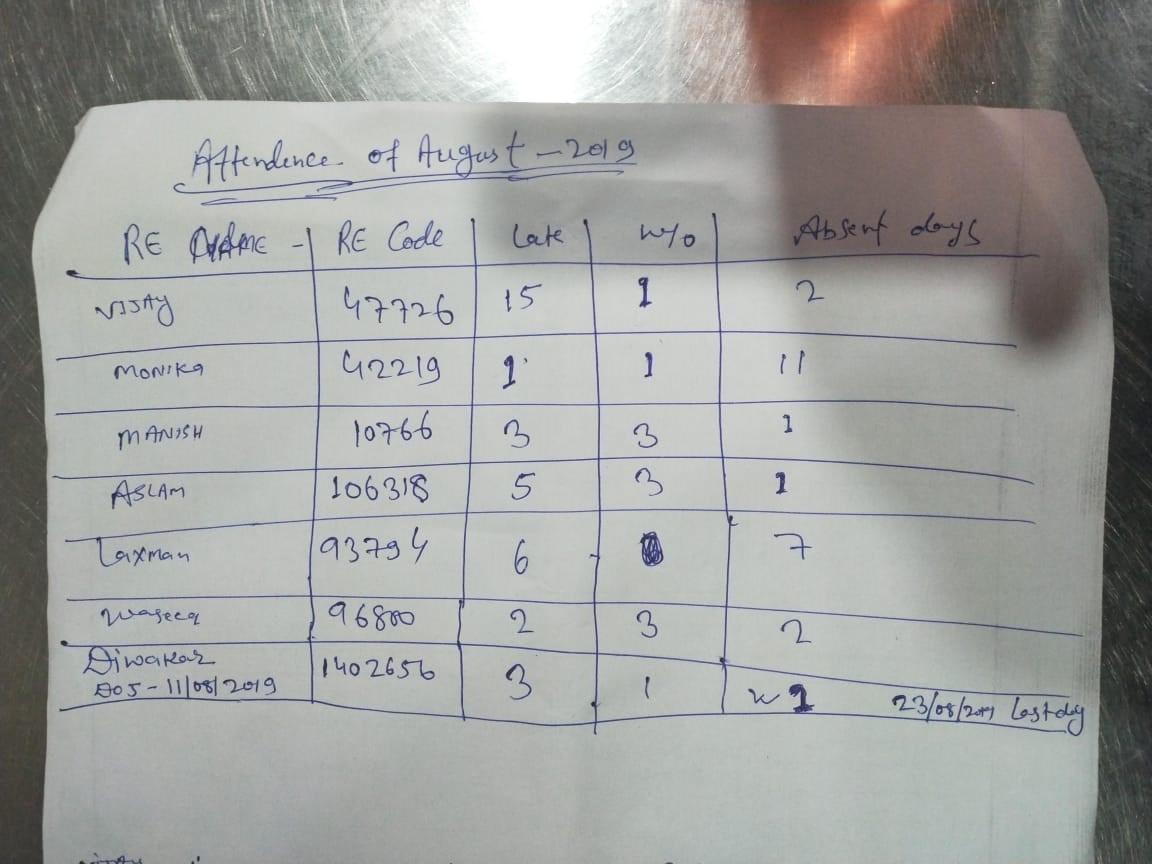 Attendence of August - 2019
RE NAME - RE Code Late W/o Absent days
VIJAY 47726 15 1 2
MONIKA 42219 1 1 11
MANISH 10766 3 3 1
ASLAM 106318 5 3 1
Laxman 93794 6 7
Waseeq 96800 2 3 2
Diwakar 1402656 3 1 1
DOJ - 11/08/2019 23/08/2019 Last day